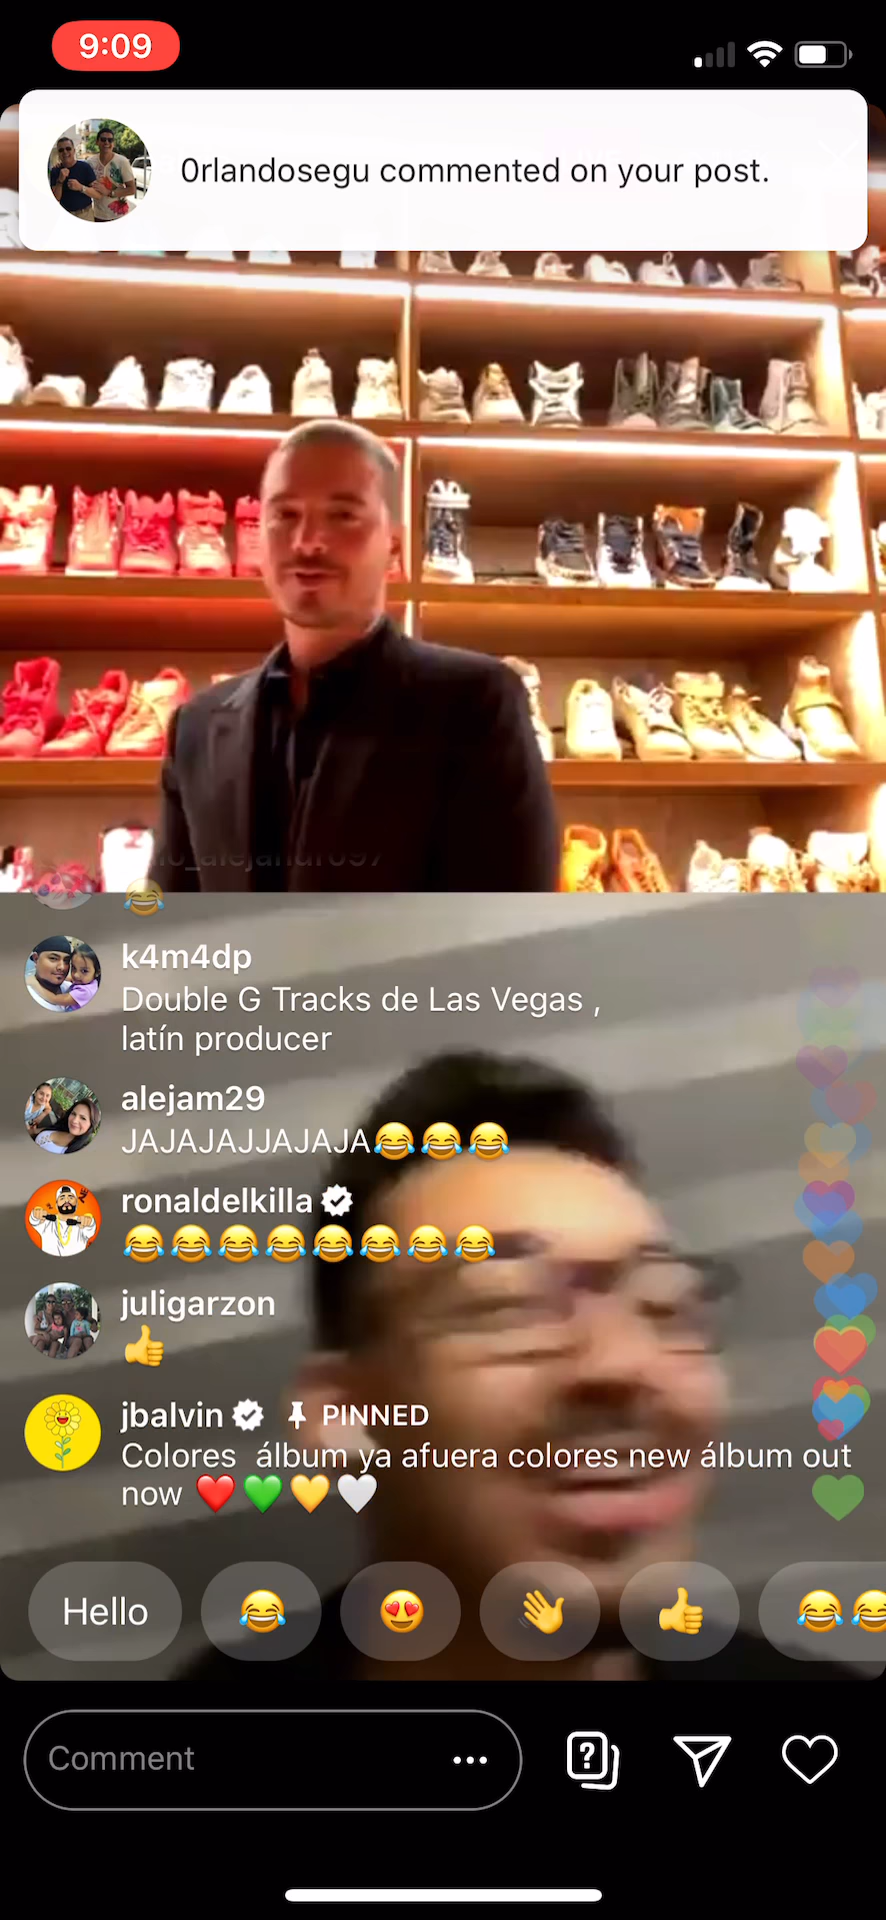 9:09
Orlandosegu commented on your post.
k4m4dp
Double G Tracks de Las Vegas ,
latín producer
alejam29
JAJAJAJJAJAJA😂😂😂
ronaldelkilla
😂😂😂😂😂😂😂😂
juligarzon
👍
jbalvin PINNED
Colores álbum ya afuera colores new álbum out
now ❤️💚💛🤍
Hello 😂 😍 👋 👍 😂😂
Comment